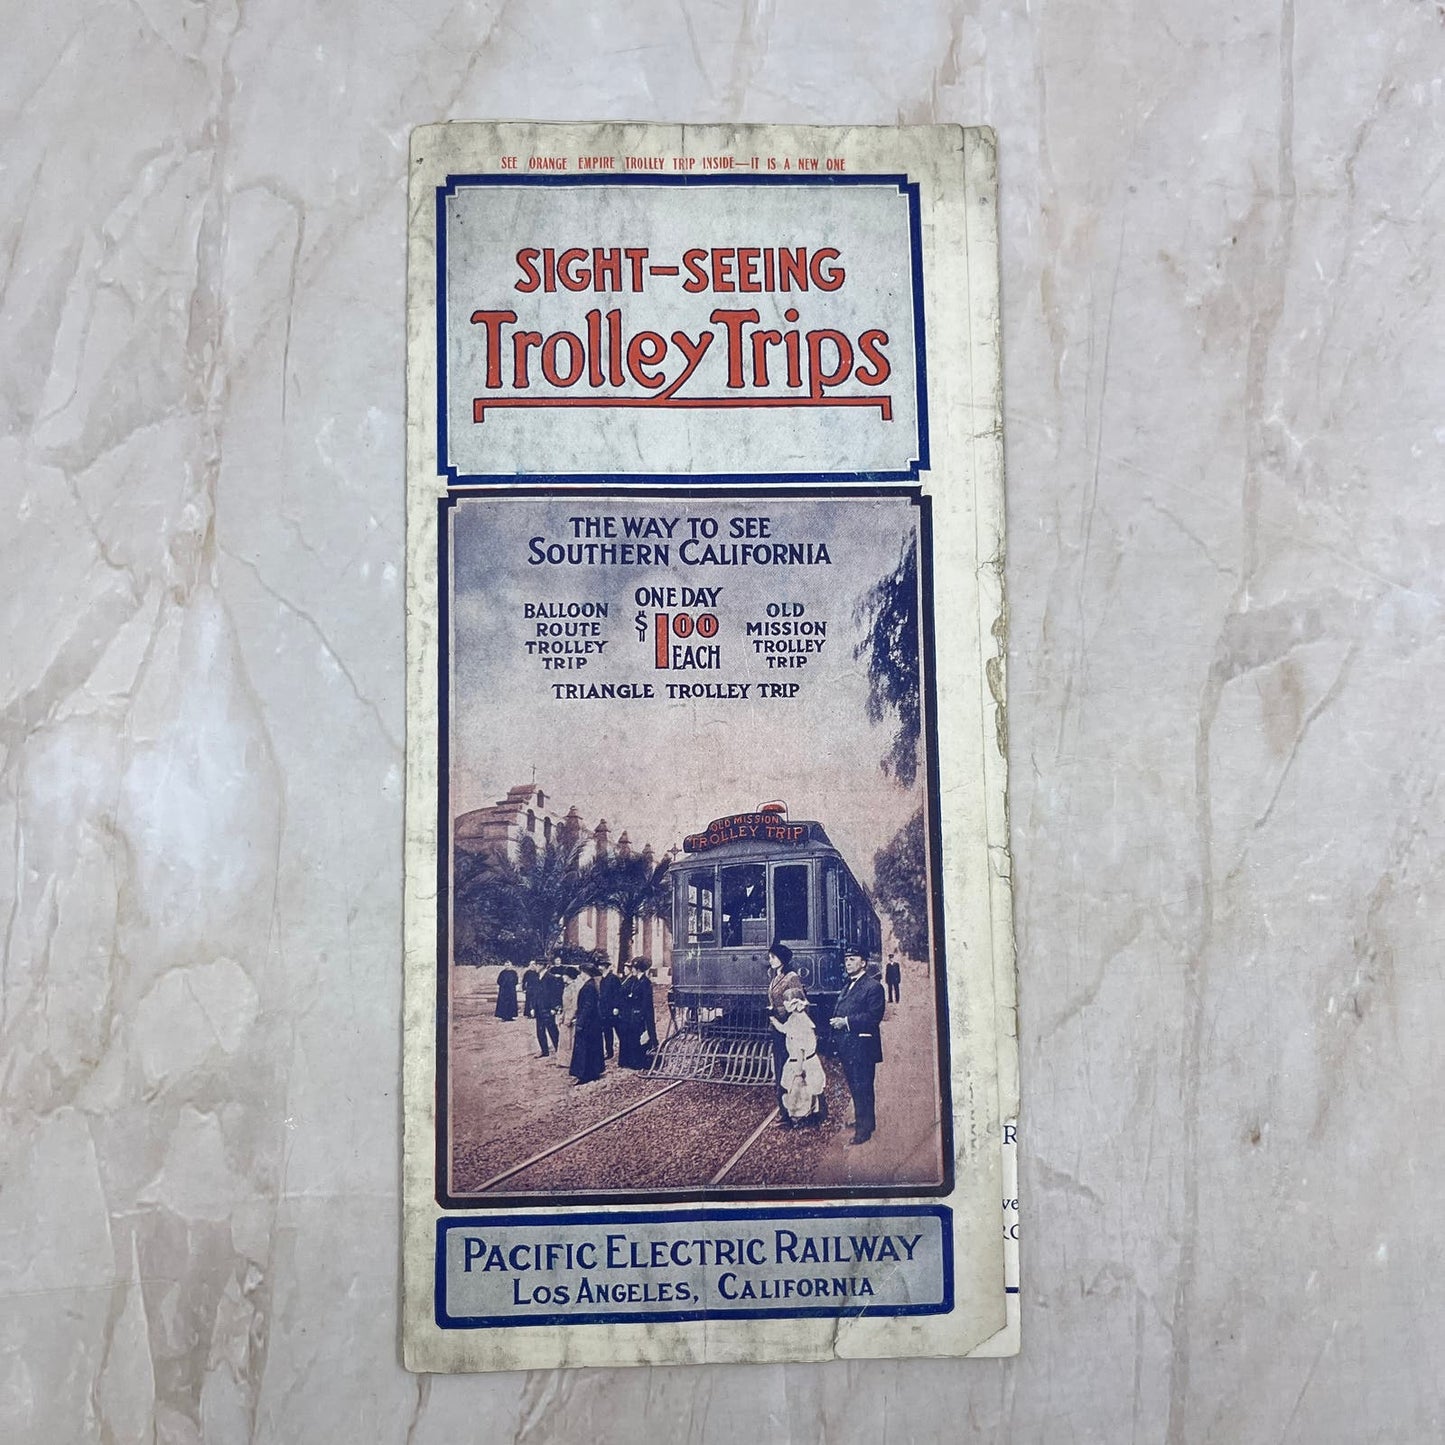 SEE ORANGE EMPIRE TROLLEY TRIP INSIDE—IT IS A NEW ONE
SIGHT-SEEING
Trolley Trips
THE WAY TO SEE
SOUTHERN CALIFORNIA
BALLOON
ROUTE
TROLLEY
TRIP
ONE DAY
$1.00
EACH
OLD
MISSION
TROLLEY
TRIP
TRIANGLE TROLLEY TRIP
OLD MISSION
TROLLEY TRIP
PACIFIC ELECTRIC RAILWAY
LOS ANGELES, CALIFORNIA